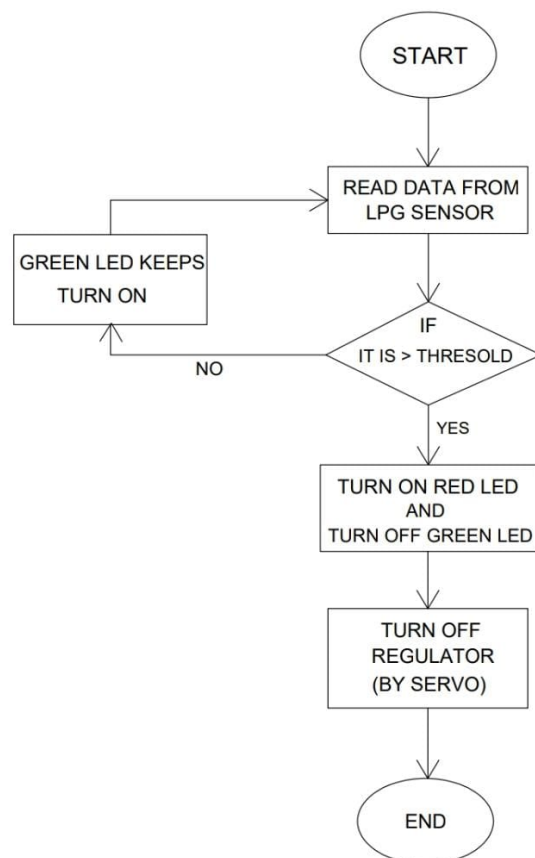 START
READ DATA FROM
LPG SENSOR
GREEN LED KEEPS
TURN ON
IF
IT IS > THRESOLD
NO
YES
TURN ON RED LED
AND
TURN OFF GREEN LED
TURN OFF
REGULATOR
(BY SERVO)
END